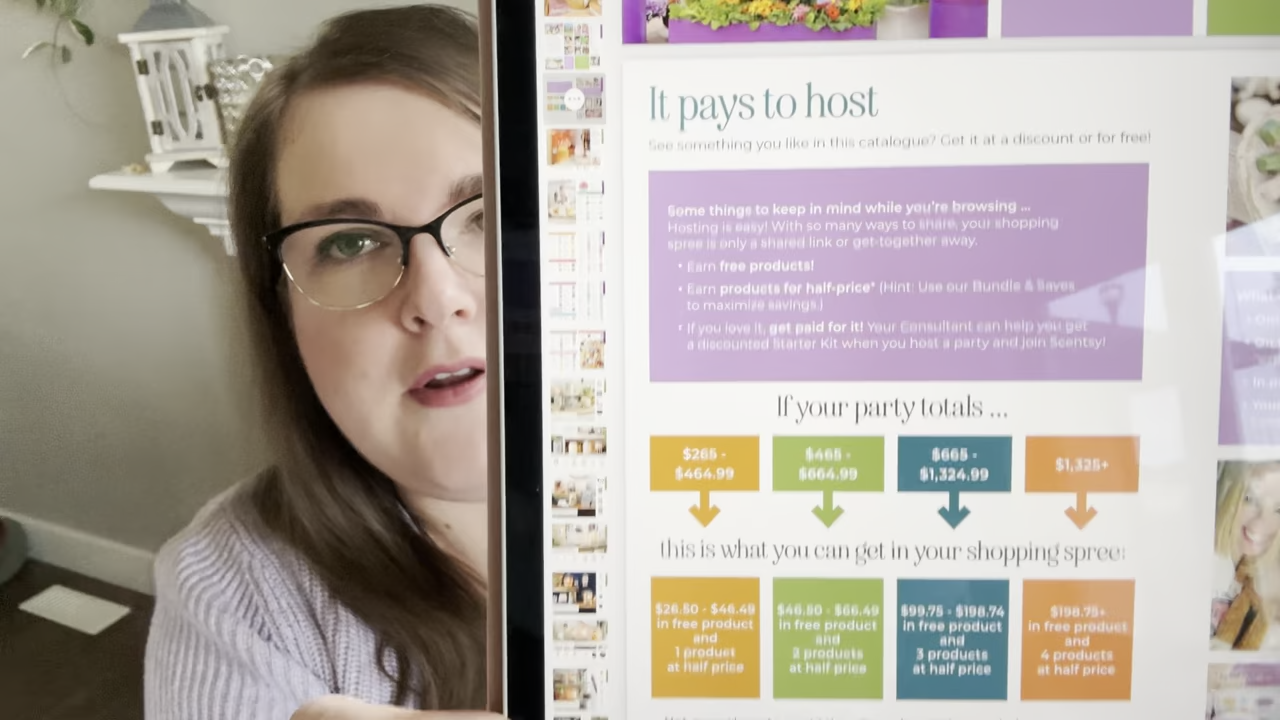 It pays to host
See something you like in this catalogue? Get it at a discount or for free!
Some things to keep in mind while you're browsing ...
Hosting is easy! With so many ways to share, your shopping
spree is only a shared link or get-together away.
• Earn free products!
• Earn products for half-price* (Hint: Use our Bundle & Saves
to maximize savings.)
• If you love it, get paid for it! Your Consultant can help you get
a discounted Starter Kit when you host a party and join Scentsy!
If your party totals ...
$265 -
$464.99
$465 -
$664.99
$665 -
$1,324.99
$1,325+
this is what you can get in your shopping spree:
$26.50 - $46.49
in free product
and
1 product
at half price
$46.50 - $66.49
in free product
and
2 products
at half price
$99.75 - $198.74
in free product
and
3 products
at half price
$198.75+
in free product
and
4 products
at half price